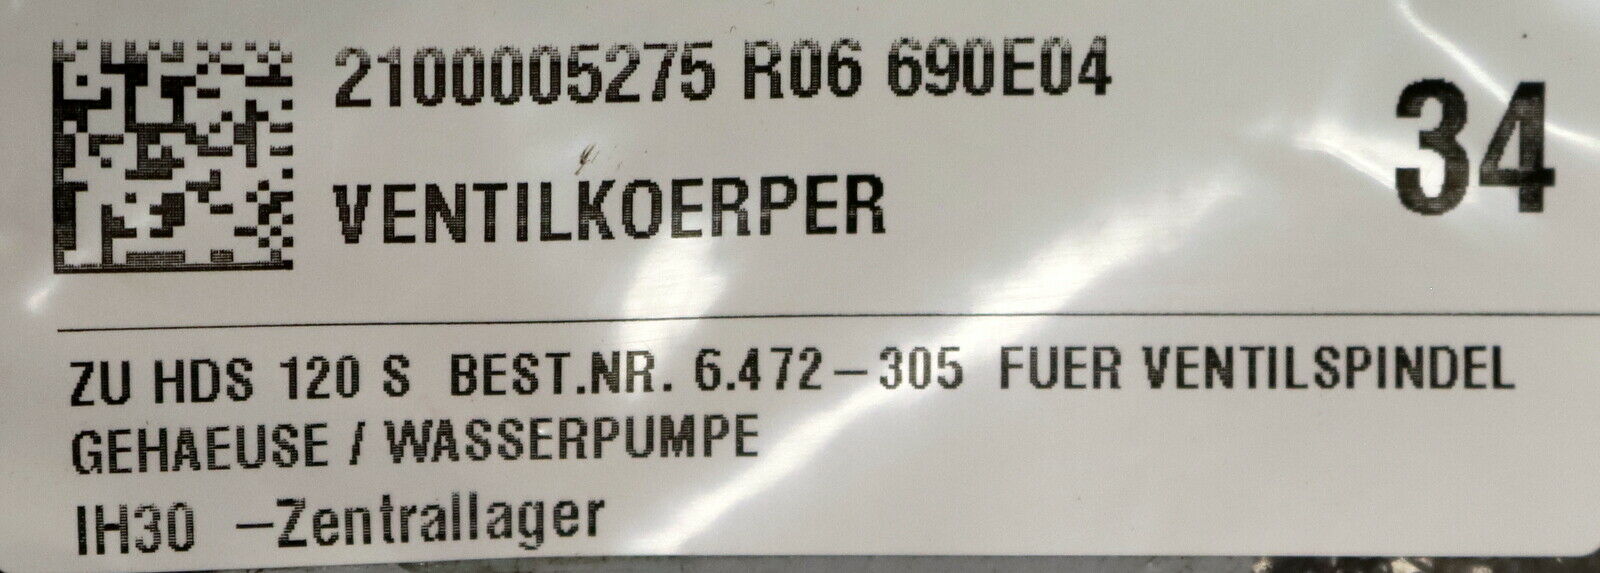 2100005275 R06 690E04
34
VENTILKOERPER
ZU HDS 120 S BEST.NR. 6.472-305 FUER VENTILSPINDEL
GEHAEUSE / WASSERPUMPE
IH30 -Zentrallager